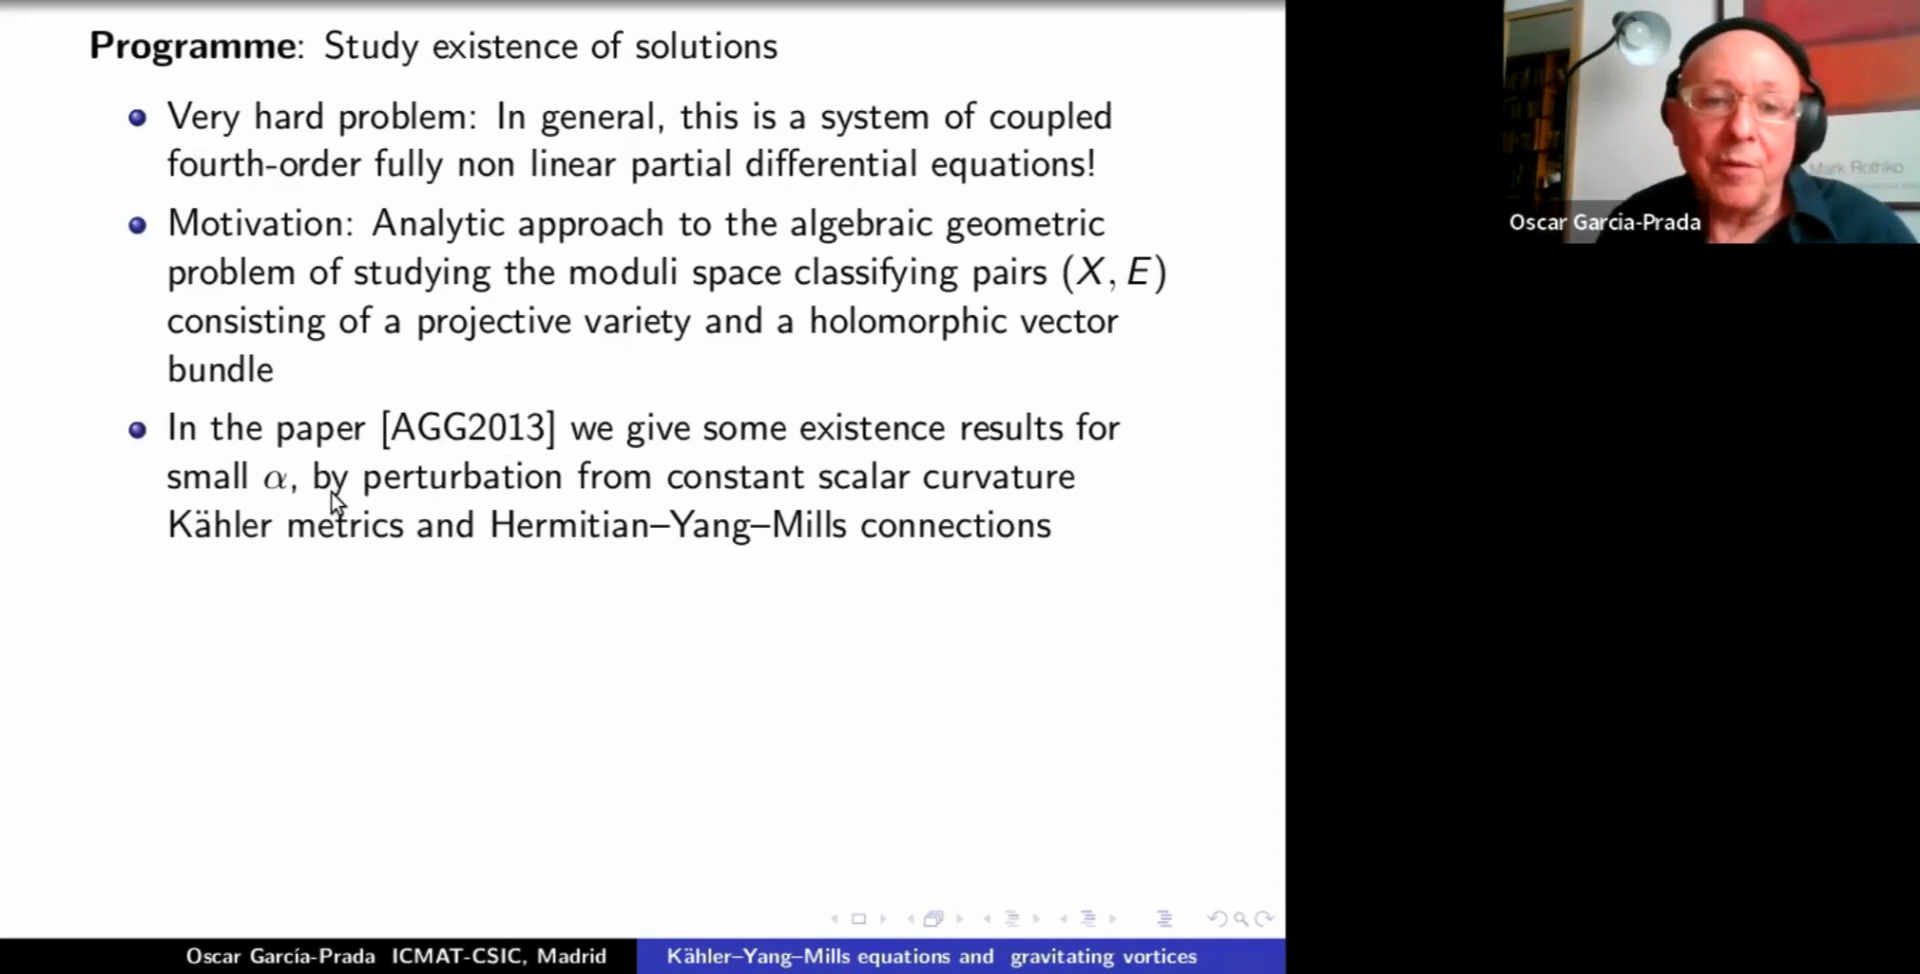 Programme: Study existence of solutions
Very hard problem: In general, this is a system of coupled
fourth-order fully non linear partial differential equations!
Motivation: Analytic approach to the algebraic geometric
problem of studying the moduli space classifying pairs (X, E)
consisting of a projective variety and a holomorphic vector
bundle
In the paper [AGG2013] we give some existence results for
small α, by perturbation from constant scalar curvature
Kähler metrics and Hermitian–Yang–Mills connections
Oscar García-Prada ICMAT-CSIC, Madrid
Kähler–Yang–Mills equations and gravitating vortices
Mark Rothko
Oscar Garcia-Prada